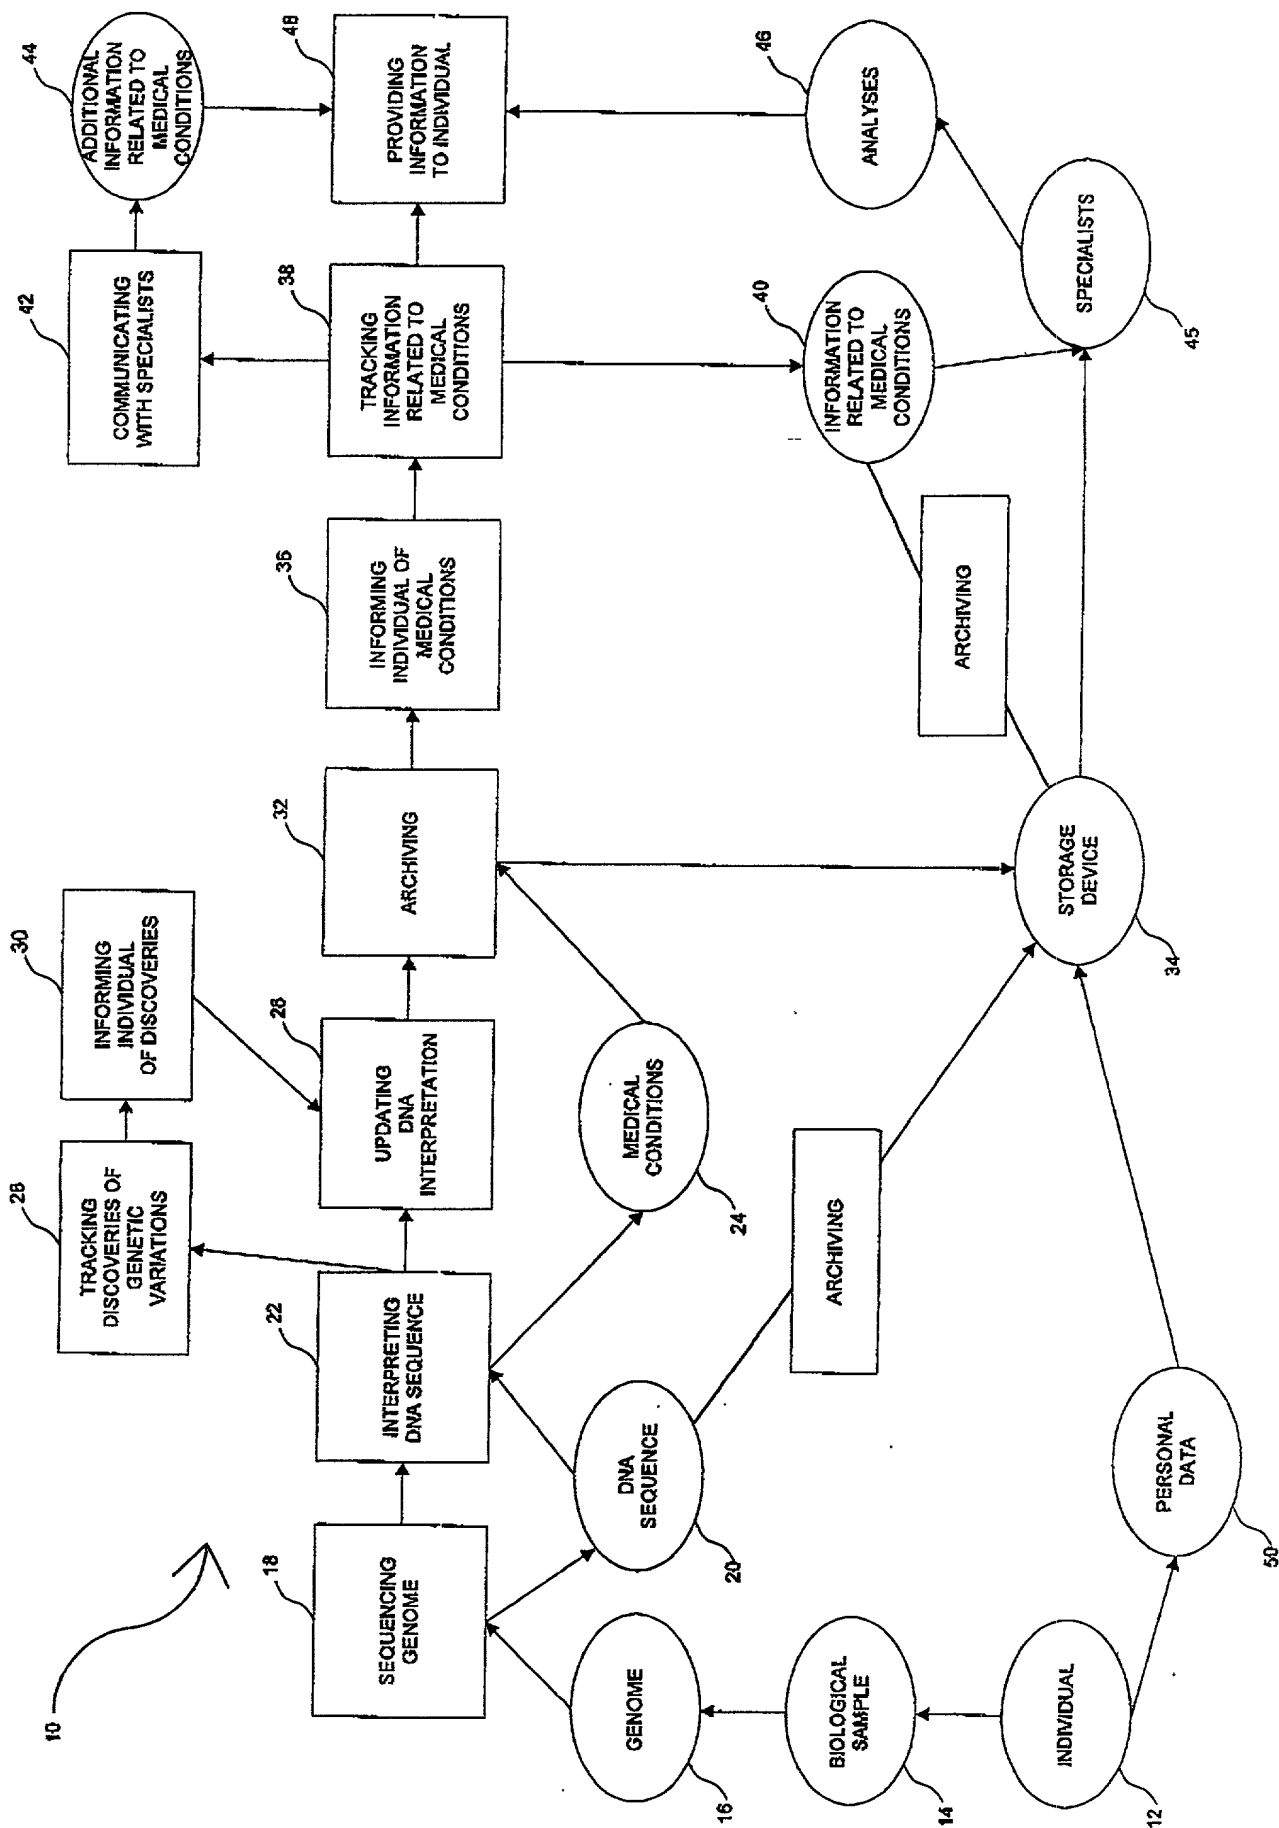 10
28
TRACKING
DISCOVERIES OF
GENETIC
VARIATIONS
30
INFORMING
INDIVIDUAL
OF DISCOVERIES
42
COMMUNICATING
WITH SPECIALISTS
44
ADDITIONAL
INFORMATION
RELATED TO
MEDICAL
CONDITIONS
18
SEQUENCING
GENOME
22
INTERPRETING
DNA SEQUENCE
26
UPDATING
DNA
INTERPRETATION
32
ARCHIVING
36
INFORMING
INDIVIDUAL OF
MEDICAL
CONDITIONS
38
TRACKING
INFORMATION
RELATED TO
MEDICAL
CONDITIONS
48
PROVIDING
INFORMATION
TO INDIVIDUAL
GENOME
16
DNA
SEQUENCE
20
MEDICAL
CONDITIONS
24
BIOLOGICAL
SAMPLE
14
ARCHIVING
40
INFORMATION
RELATED TO
MEDICAL
CONDITIONS
46
ANALYSES
ARCHIVING
INDIVIDUAL
12
PERSONAL
DATA
50
STORAGE
DEVICE
34
SPECIALISTS
45